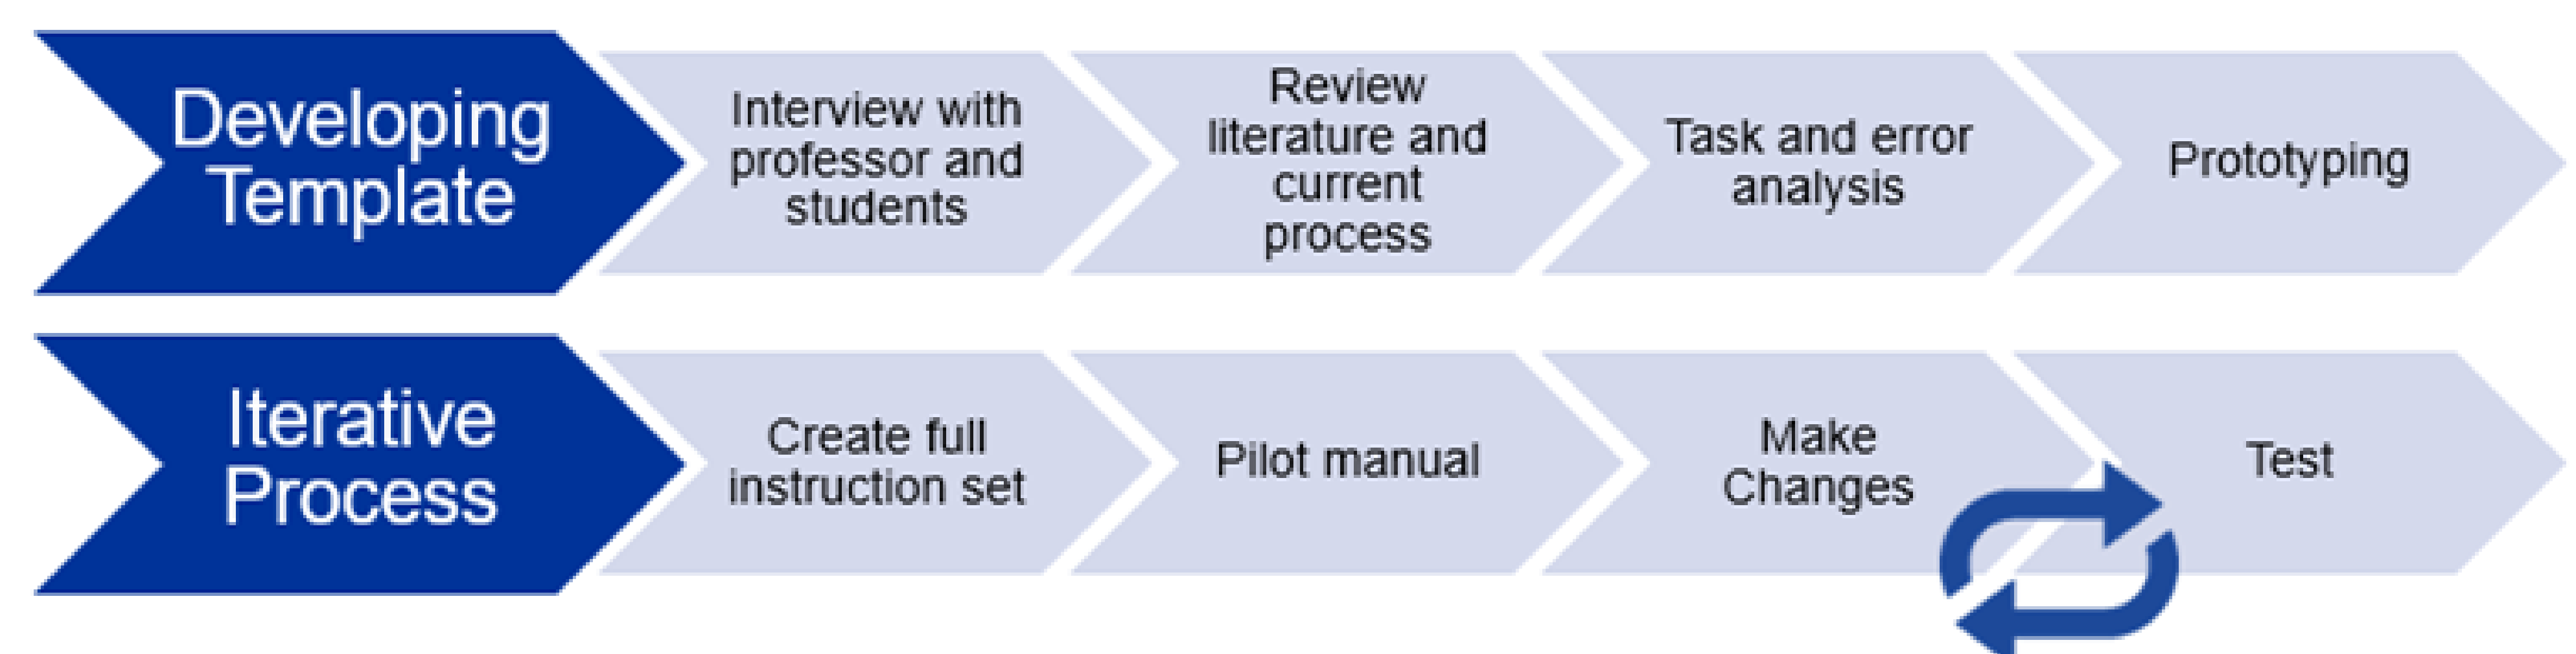 Developing
Template
Interview with
professor and
students
Review
literature and
current
process
Task and error
analysis
Prototyping
Iterative
Process
Create full
instruction set
Pilot manual
Make
Changes
Test